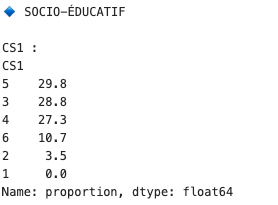 🔹 SOCIO-ÉDUCATIF
CS1 :
CS1
5    29.8
3    28.8
4    27.3
6    10.7
2     3.5
1     0.0
Name: proportion, dtype: float64